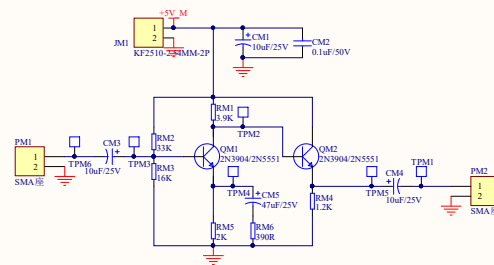 +5V_M
JM1
1
2
KF2510-2.54MM-2P
CM1
10uF/25V
CM2
0.1uF/50V
RM1
3.9K
TPM2
PM1
1
2
SMA座
TPM6
CM3
10uF/25V
TPM3
RM2
33K
RM3
16K
QM1
2N3904/2N5551
QM2
2N3904/2N5551
TPM4
CM5
47uF/25V
RM5
2K
RM6
390R
RM4
1.2K
TPM5
CM4
10uF/25V
TPM1
PM2
1
2
SMA座